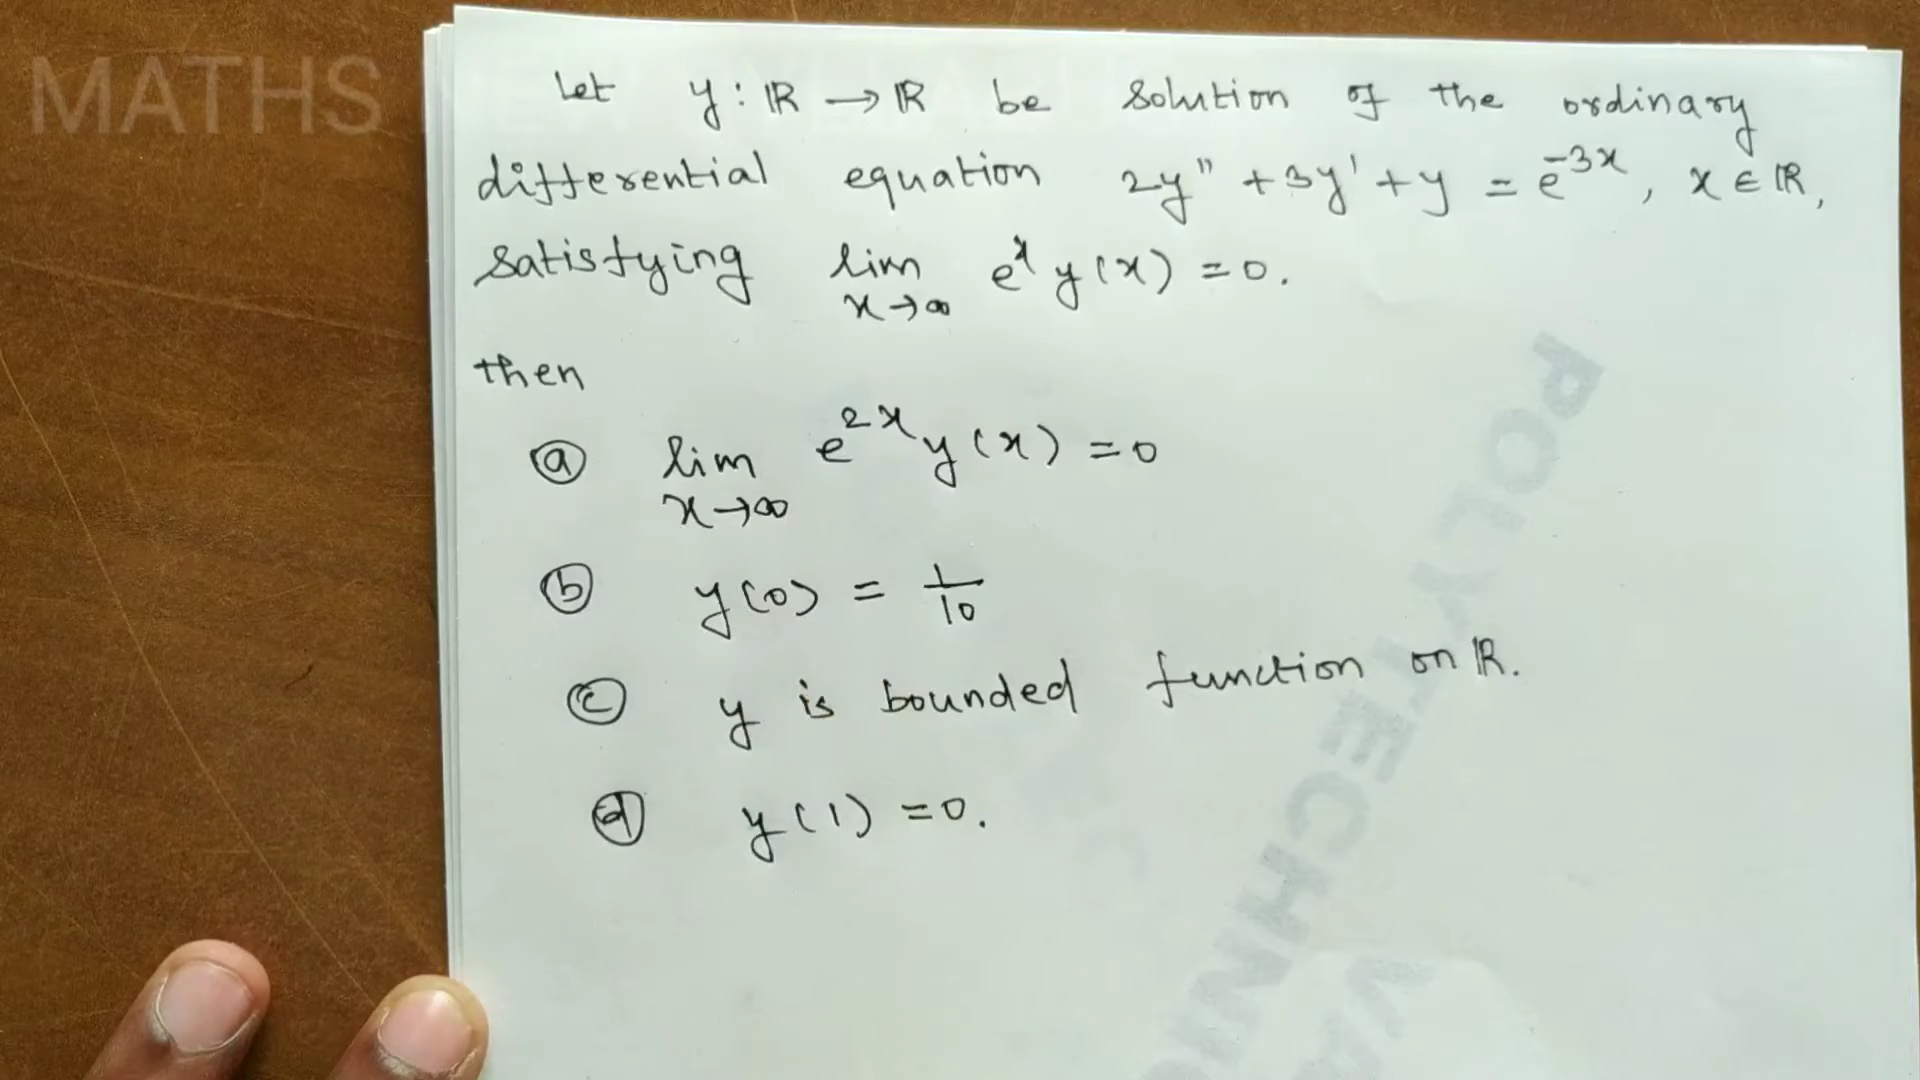 MATHS
Let y : ℝ → ℝ be solution of the ordinary
differential equation 2y" + 3y' + y = e^{-3x}, x ∈ ℝ,
satisfying lim_{x→∞} e^x y(x) = 0.
then
ⓐ lim_{x→∞} e^{2x} y(x) = 0
ⓑ y(0) = 1/10
ⓒ y is bounded function on ℝ.
ⓓ y(1) = 0.
POLYTECHNIC